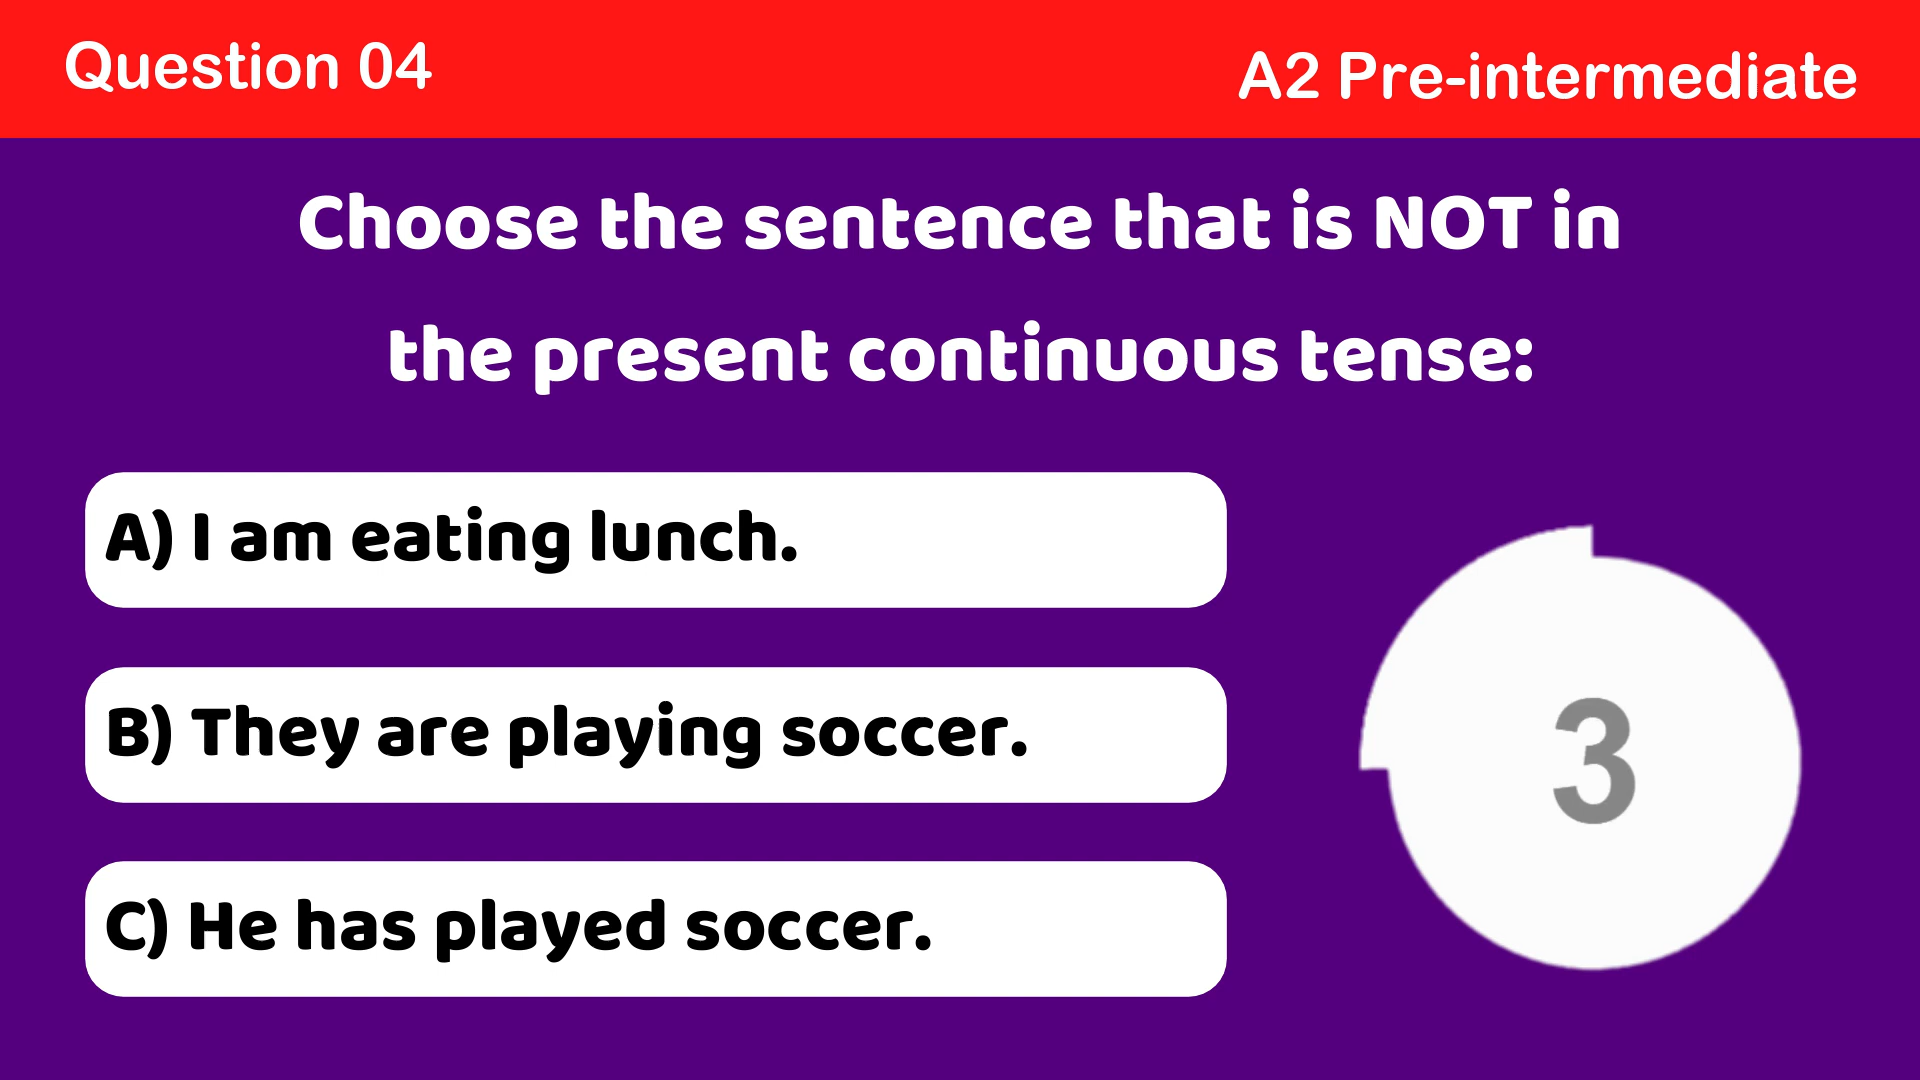 Question 04
A2 Pre-intermediate
Choose the sentence that is NOT in
the present continuous tense:
A) I am eating lunch.
B) They are playing soccer.
C) He has played soccer.
3